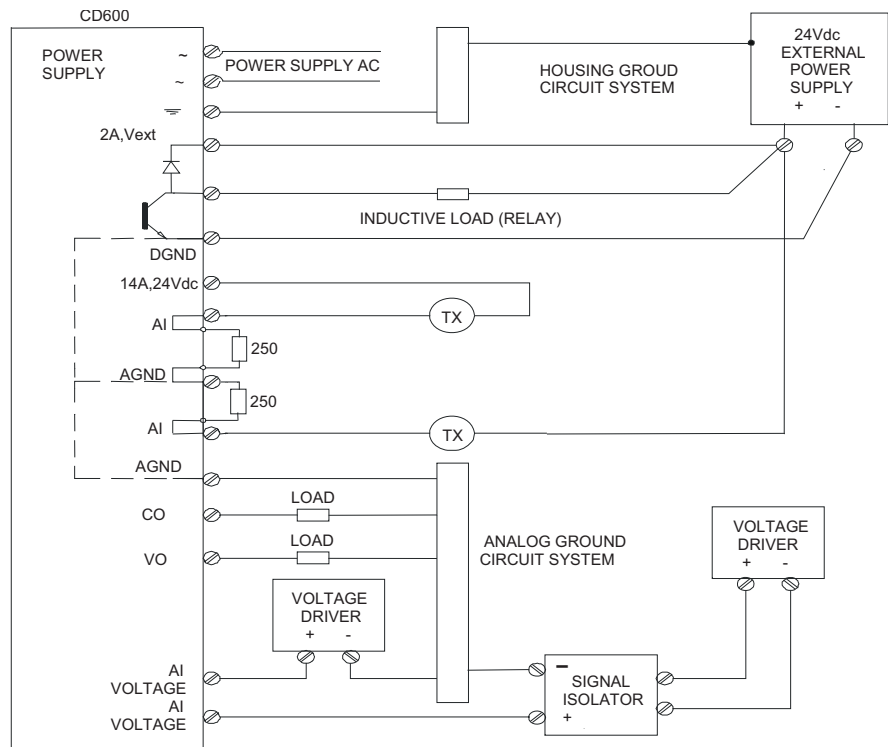 CD600
POWER
SUPPLY
~
~
POWER SUPPLY AC
HOUSING GROUD
CIRCUIT SYSTEM
24Vdc
EXTERNAL
POWER
SUPPLY
+ -
2A,Vext
INDUCTIVE LOAD (RELAY)
DGND
14A,24Vdc
TX
AI
250
AGND
250
AI
TX
AGND
CO
LOAD
VO
LOAD
ANALOG GROUND
CIRCUIT SYSTEM
VOLTAGE
DRIVER
+ -
VOLTAGE
DRIVER
+ -
AI
VOLTAGE
AI
VOLTAGE
–
SIGNAL
ISOLATOR
+